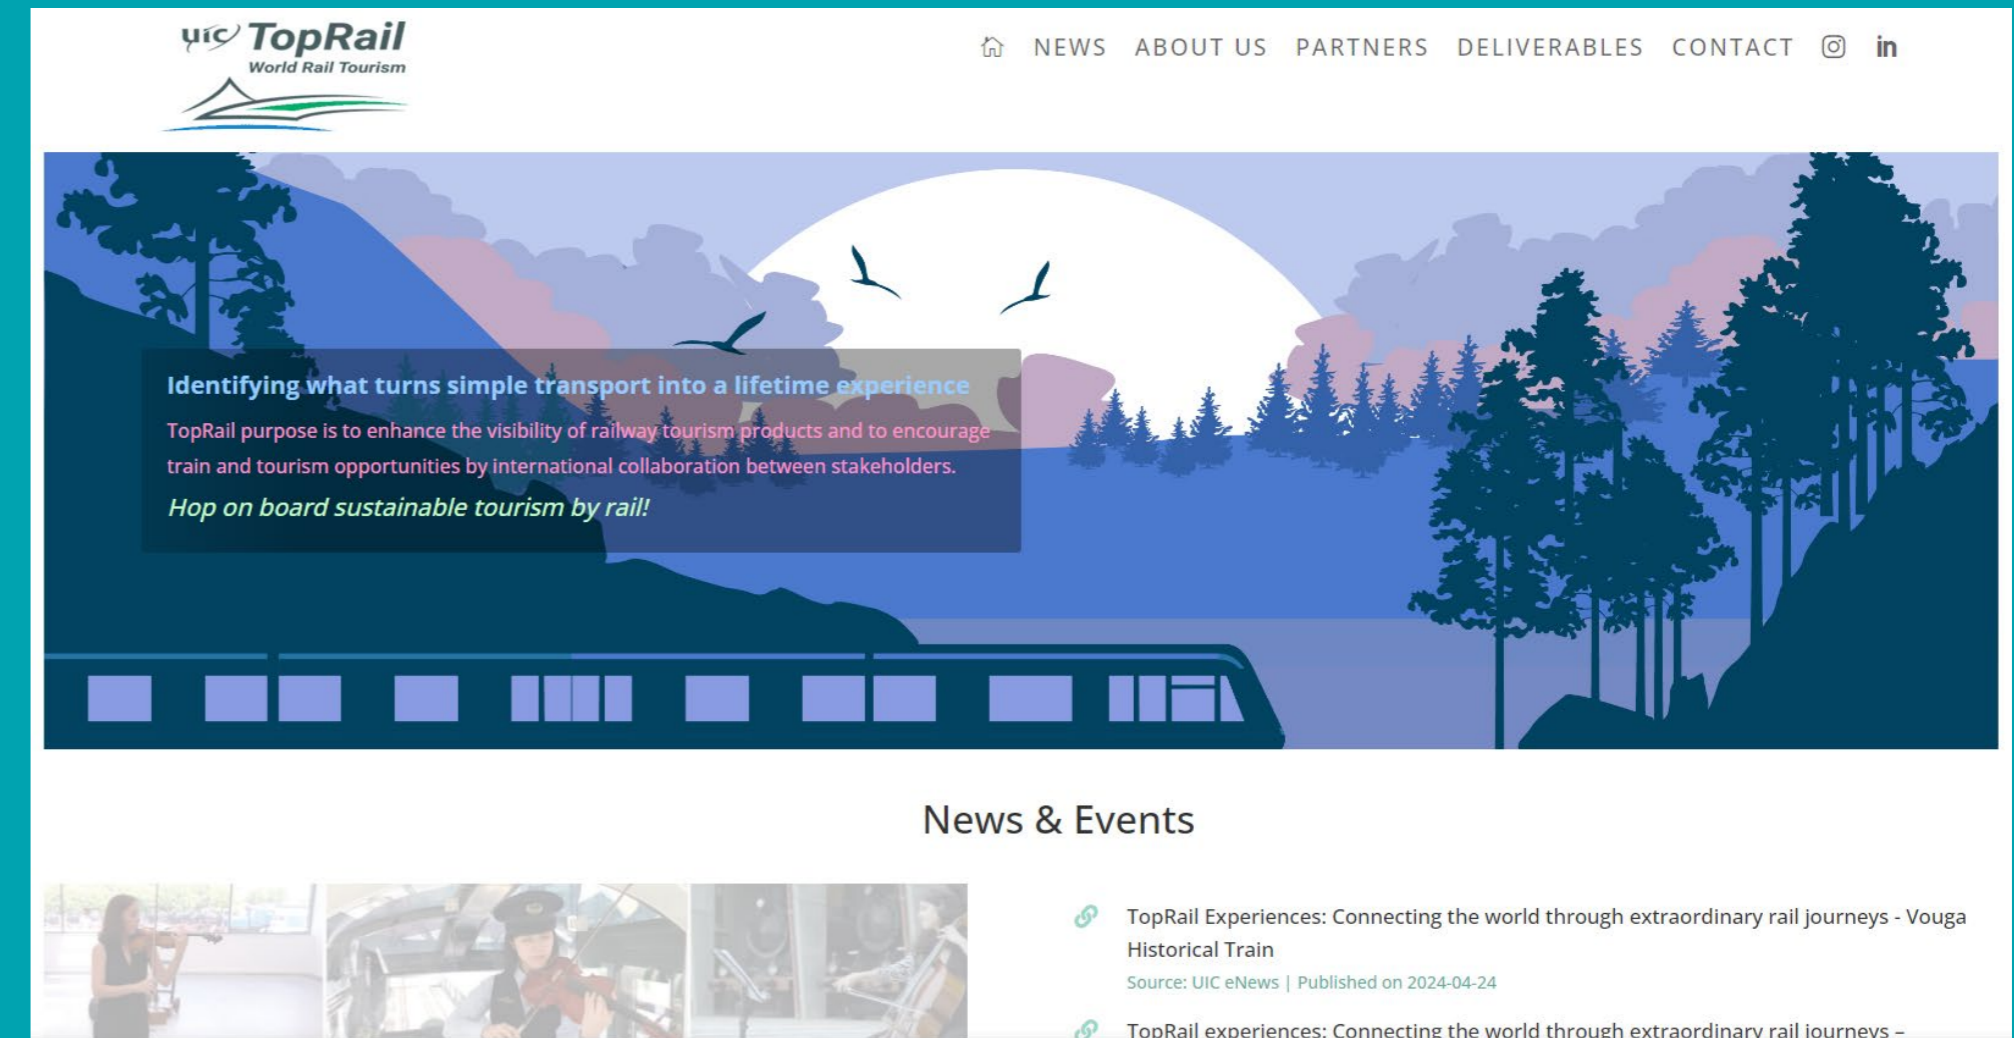 uic TopRail
World Rail Tourism
NEWS ABOUT US PARTNERS DELIVERABLES CONTACT in
Identifying what turns simple transport into a lifetime experience
TopRail purpose is to enhance the visibility of railway tourism products and to encourage
train and tourism opportunities by international collaboration between stakeholders.
Hop on board sustainable tourism by rail!
News & Events
TopRail Experiences: Connecting the world through extraordinary rail journeys - Vouga
Historical Train
Source: UIC eNews | Published on 2024-04-24
TopRail experiences: Connecting the world through extraordinary rail journeys –